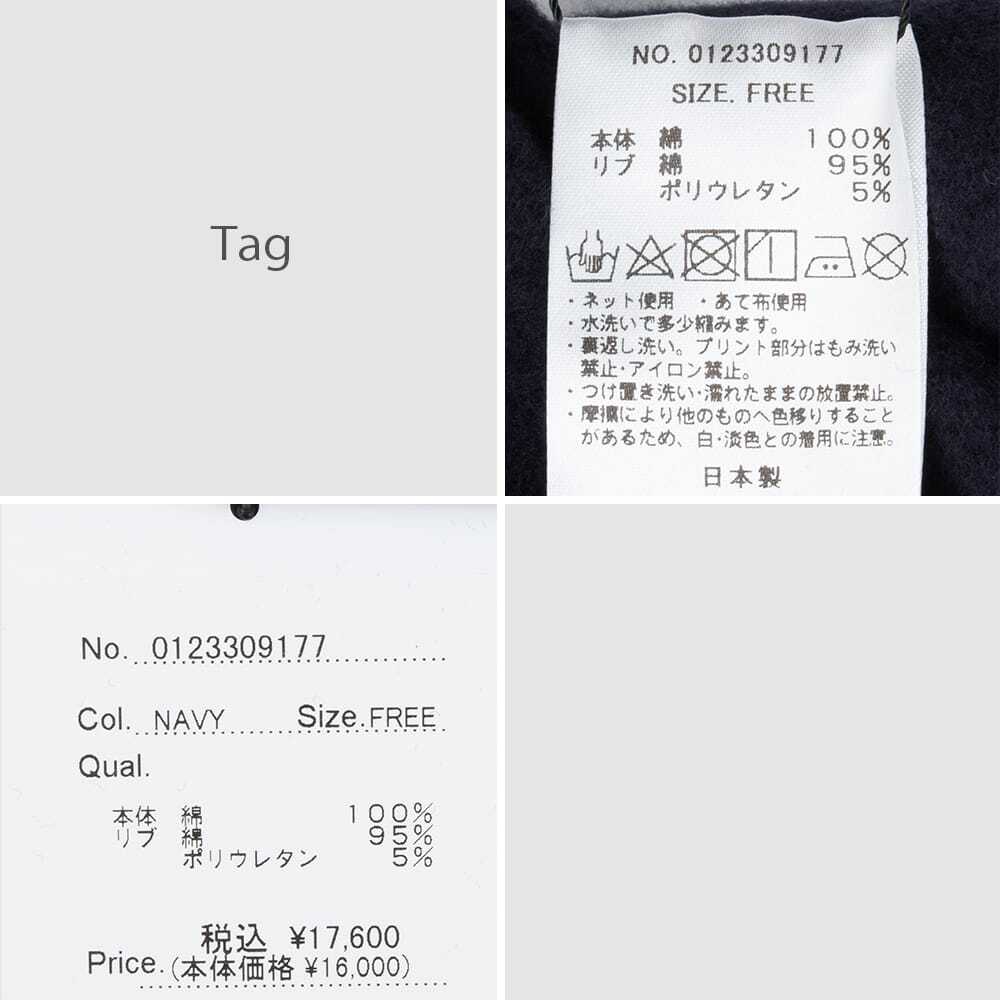 Tag
NO. 0123309177
SIZE. FREE
本体 綿 100%
リブ 綿 95%
ポリウレタン 5%
・ネット使用 ・あて布使用
・水洗いで多少縮みます。
・裏返し洗い。プリント部分はもみ洗い
禁止・アイロン禁止。
・つけ置き洗い・濡れたままの放置禁止。
・摩擦により他のものへ色移りすること
があるため、白・淡色との着用に注意。
日本製
No. 0123309177
Col. NAVY Size. FREE
Qual.
本体 綿 100%
リブ 綿 95%
ポリウレタン 5%
税込 ¥17,600
Price. (本体価格 ¥16,000)